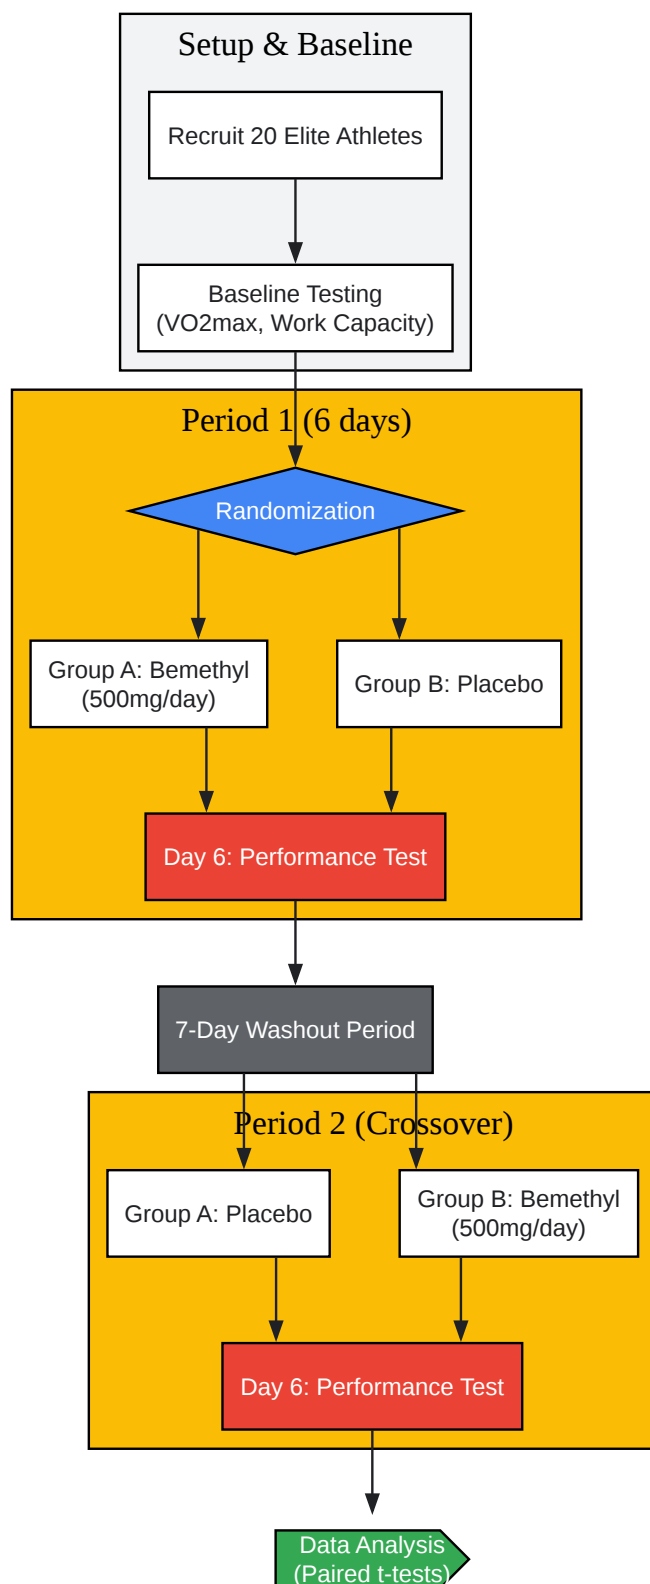 Setup & Baseline
Recruit 20 Elite Athletes
Baseline Testing
(VO2max, Work Capacity)
Period 1 (6 days)
Randomization
Group A: Bemethyl
(500mg/day)
Group B: Placebo
Day 6: Performance Test
7-Day Washout Period
Period 2 (Crossover)
Group A: Placebo
Group B: Bemethyl
(500mg/day)
Day 6: Performance Test
Data Analysis
(Paired t-tests)